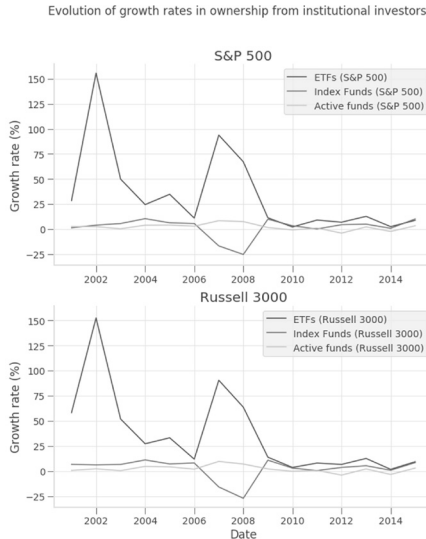 Evolution of growth rates in ownership from institutional investors
S&P 500
ETFs (S&P 500)
Index Funds (S&P 500)
Active funds (S&P 500)
Growth rate (%)
150
125
100
75
50
25
0
−25
2002 2004 2006 2008 2010 2012 2014
Russell 3000
ETFs (Russell 3000)
Index Funds (Russell 3000)
Active funds (Russell 3000)
Growth rate (%)
150
125
100
75
50
25
0
−25
2002 2004 2006 2008 2010 2012 2014
Date